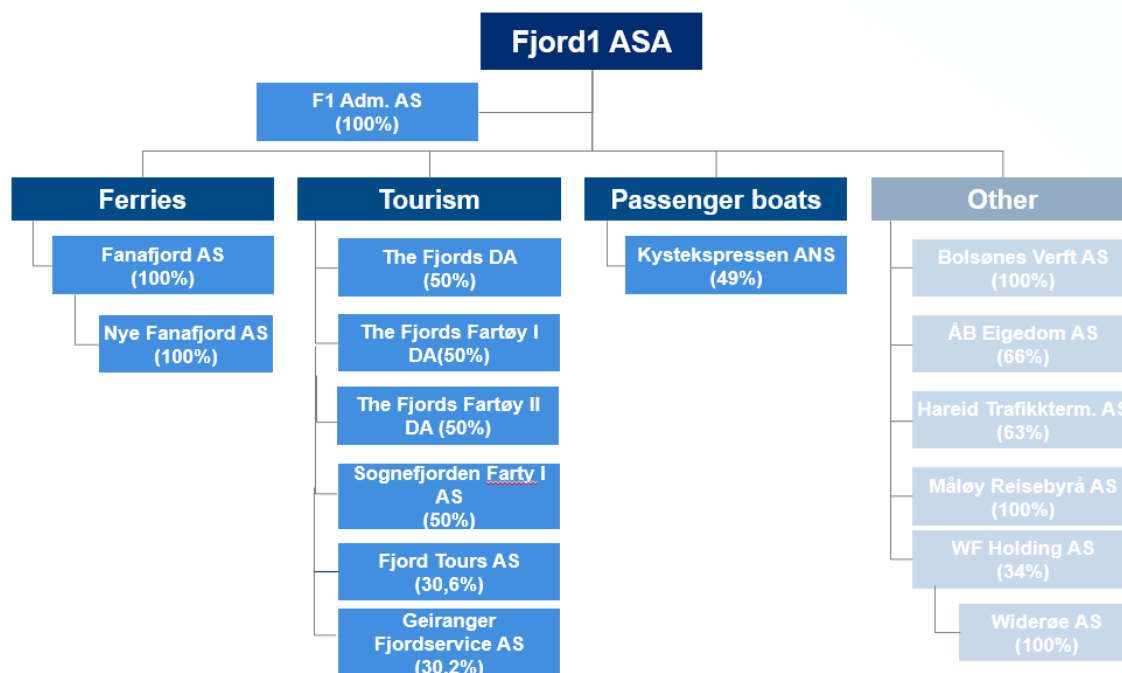 Fjord1 ASA
F1 Adm. AS
(100%)
Ferries
Fanafjord AS
(100%)
Nye Fanafjord AS
(100%)
Tourism
The Fjords DA
(50%)
The Fjords Fartøy I
DA(50%)
The Fjords Fartøy II
DA (50%)
Sognefjorden Farty I
AS
(50%)
Fjord Tours AS
(30,6%)
Geiranger
Fjordservice AS
(30,2%)
Passenger boats
Kystekspressen ANS
(49%)
Other
Bolsønes Verft AS
(100%)
ÅB Eigedom AS
(66%)
Hareid Trafikkterm. AS
(63%)
Måløy Reisebyrå AS
(100%)
WF Holding AS
(34%)
Widerøe AS
(100%)